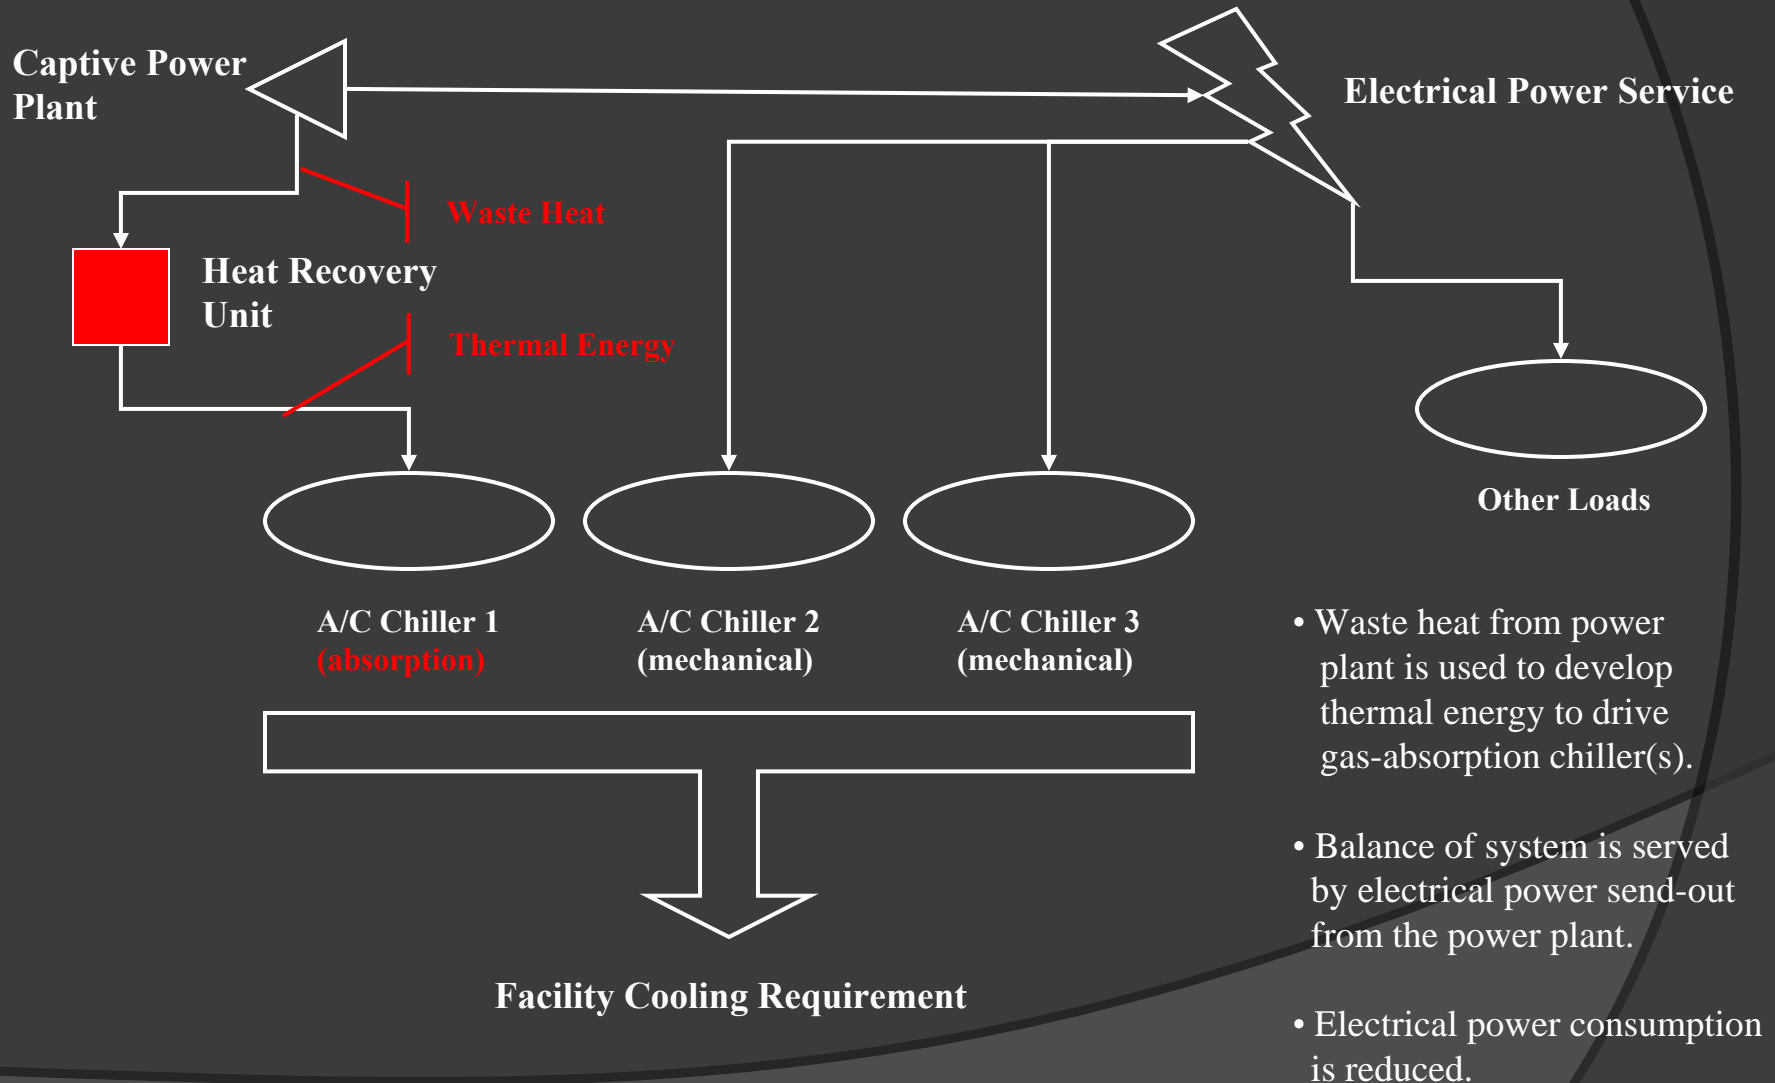 Captive Power
Plant
Electrical Power Service
Waste Heat
Heat Recovery
Unit
Thermal Energy
Other Loads
A/C Chiller 1
(absorption)
A/C Chiller 2
(mechanical)
A/C Chiller 3
(mechanical)
• Waste heat from power
plant is used to develop
thermal energy to drive
gas-absorption chiller(s).
• Balance of system is served
by electrical power send-out
from the power plant.
• Electrical power consumption
is reduced.
Facility Cooling Requirement